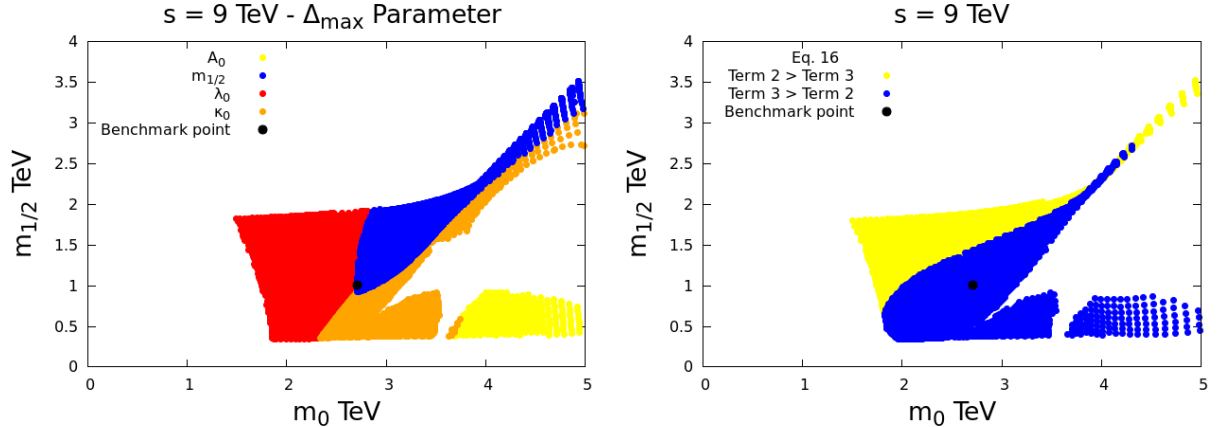 s = 9 TeV - Δmax Parameter
A0
m1/2
λ0
κ0
Benchmark point
m1/2 TeV
4
3.5
3
2.5
2
1.5
1
0.5
0
0 1 2 3 4 5
m0 TeV
s = 9 TeV
Eq. 16
Term 2 > Term 3
Term 3 > Term 2
Benchmark point
m1/2 TeV
4
3.5
3
2.5
2
1.5
1
0.5
0
0 1 2 3 4 5
m0 TeV